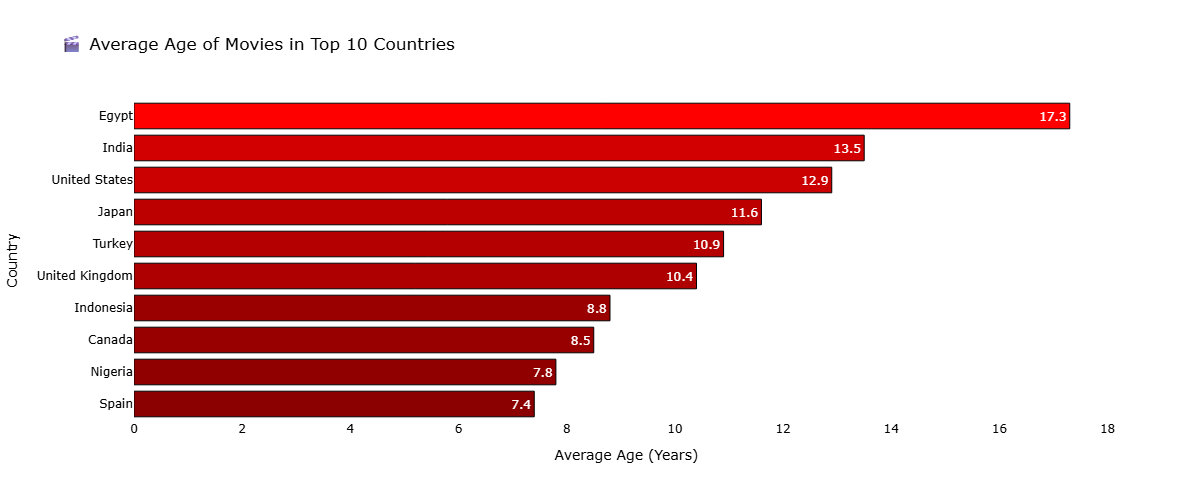 🎬 Average Age of Movies in Top 10 Countries
Country
Egypt 17.3
India 13.5
United States 12.9
Japan 11.6
Turkey 10.9
United Kingdom 10.4
Indonesia 8.8
Canada 8.5
Nigeria 7.8
Spain 7.4
0 2 4 6 8 10 12 14 16 18
Average Age (Years)